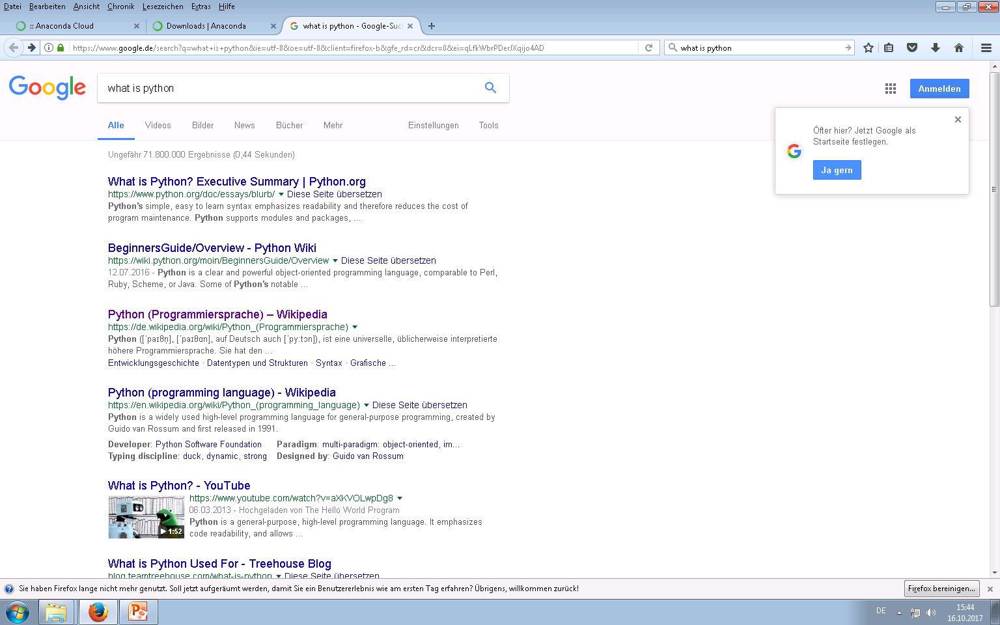 Datei Bearbeiten Ansicht Chronik Lesezeichen Extras Hilfe
:: Anaconda Cloud
Downloads | Anaconda
what is python - Google-Suc
https://www.google.de/search?q=what+is+python&ie=utf-8&oe=utf-8&client=firefox-b&gfe_rd=cr&dcr=0&ei=qLfkWbrPDerJXqijo4AD
what is python
Google
what is python
Anmelden
Alle Videos Bilder News Bücher Mehr Einstellungen Tools
Öfter hier? Jetzt Google als
Startseite festlegen.
Ja gern
Ungefähr 71.800.000 Ergebnisse (0,44 Sekunden)
What is Python? Executive Summary | Python.org
https://www.python.org/doc/essays/blurb/ Diese Seite übersetzen
Python's simple, easy to learn syntax emphasizes readability and therefore reduces the cost of
program maintenance. Python supports modules and packages, ...
BeginnersGuide/Overview - Python Wiki
https://wiki.python.org/moin/BeginnersGuide/Overview Diese Seite übersetzen
12.07.2016 - Python is a clear and powerful object-oriented programming language, comparable to Perl,
Ruby, Scheme, or Java. Some of Python's notable ...
Python (Programmiersprache) – Wikipedia
https://de.wikipedia.org/wiki/Python_(Programmiersprache)
Python ([ˈpaɪθn̩], [ˈpaɪθɑn], auf Deutsch auch [ˈpyːtɔn]), ist eine universelle, üblicherweise interpretierte
höhere Programmiersprache. Sie hat den ...
Entwicklungsgeschichte · Datentypen und Strukturen · Syntax · Grafische ...
Python (programming language) - Wikipedia
https://en.wikipedia.org/wiki/Python_(programming_language) Diese Seite übersetzen
Python is a widely used high-level programming language for general-purpose programming, created by
Guido van Rossum and first released in 1991.
Developer: Python Software Foundation Paradigm: multi-paradigm: object-oriented, im...
Typing discipline: duck, dynamic, strong Designed by: Guido van Rossum
What is Python? - YouTube
https://www.youtube.com/watch?v=aXKVOLwpDg8
06.03.2013 - Hochgeladen von The Hello World Program
Python is a general-purpose, high-level programming language. It emphasizes
code readability, and allows ...
1:52
What is Python Used For - Treehouse Blog
blog.teamtreehouse.com/what-is-python Diese Seite übersetzen
Sie haben Firefox lange nicht mehr genutzt. Soll jetzt aufgeräumt werden, damit Sie ein Benutzererlebnis wie am ersten Tag erfahren? Übrigens, willkommen zurück!
Firefox bereinigen...
DE
15:44
16.10.2017